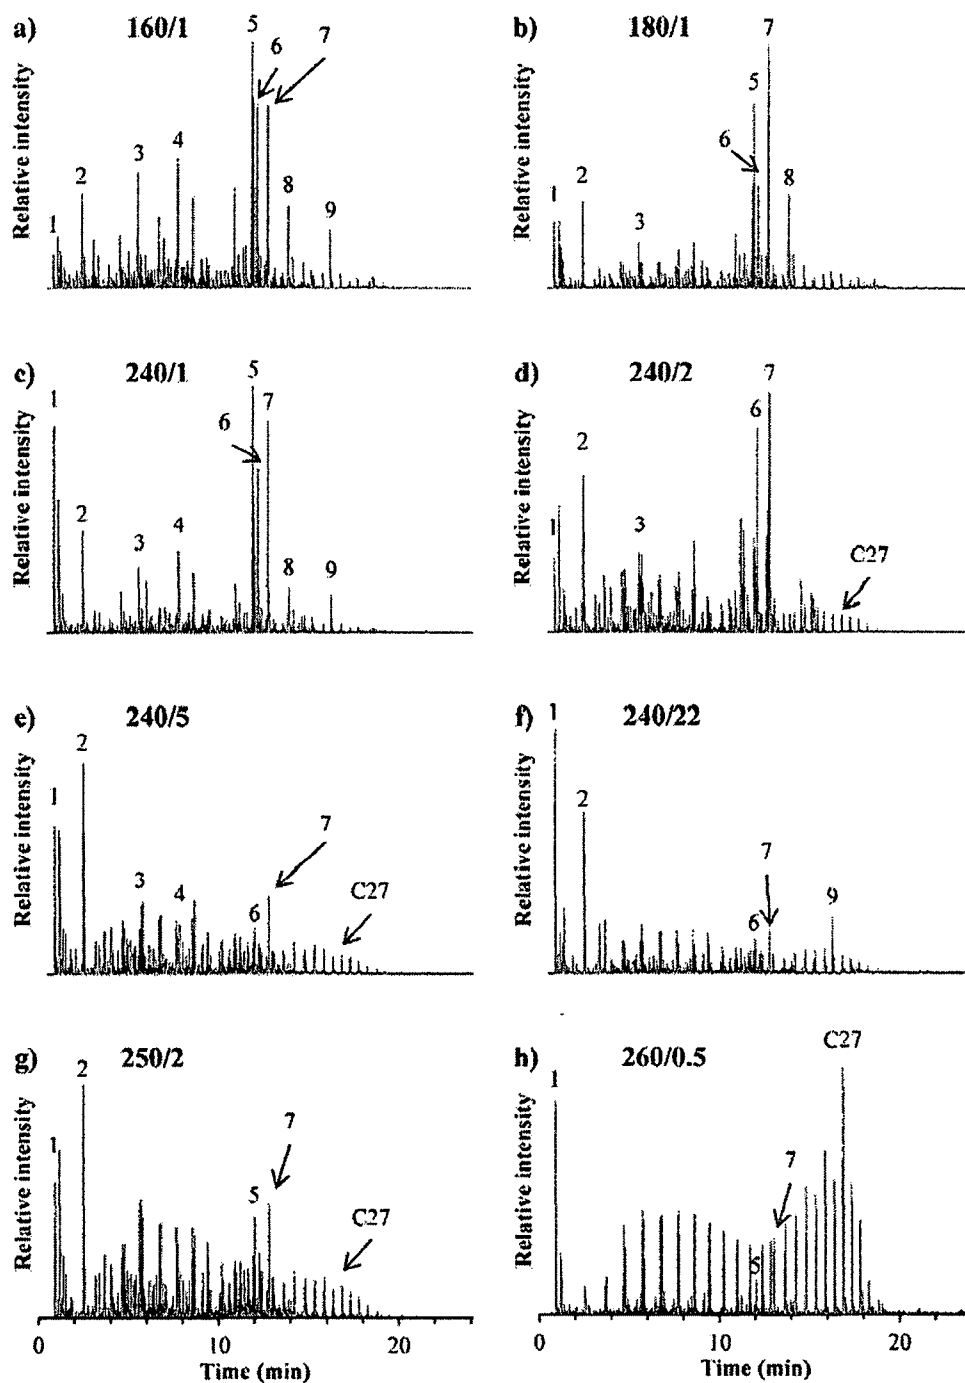 a) 160/1
Relative intensity
1 2 3 4 5 6 7 8 9
b) 180/1
Relative intensity
1 2 3 6 5 7 8
c) 240/1
Relative intensity
1 2 3 4 6 5 7 8 9
d) 240/2
Relative intensity
1 2 3 6 7 C27
e) 240/5
Relative intensity
1 2 3 4 6 7 C27
f) 240/22
Relative intensity
1 2 6 7 9
g) 250/2
Relative intensity
1 2 5 7 C27
0 10 20
Time (min)
h) 260/0.5
Relative intensity
1 5 7 C27
0 10 20
Time (min)